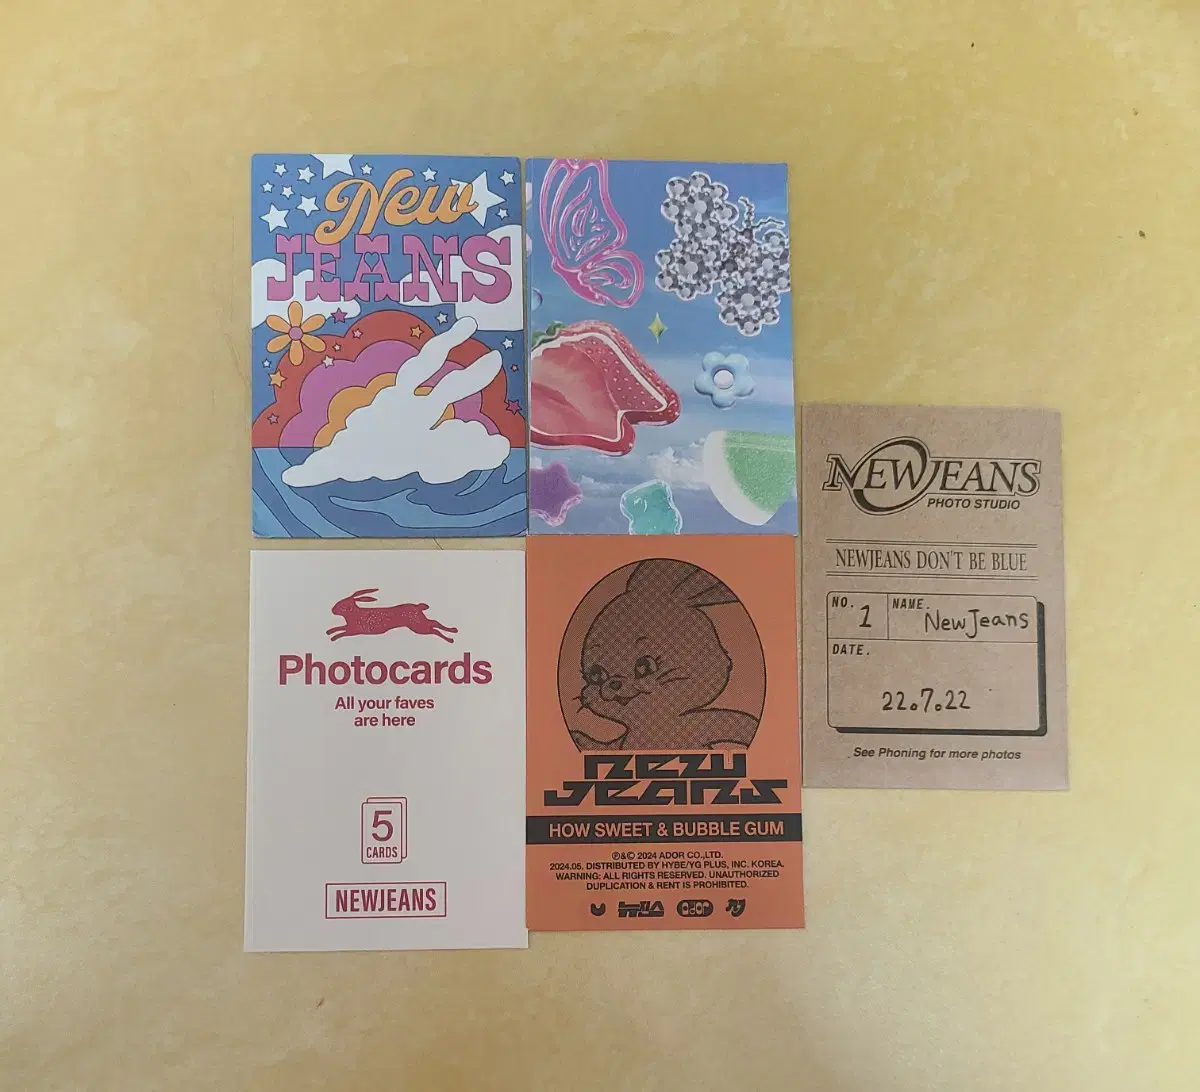 New
JEANS
Photocards
All your faves
are here
5
CARDS
NEWJEANS
NEW
JEANS
HOW SWEET & BUBBLE GUM
℗&© 2024 ADOR CO.,LTD.
2024.05. DISTRIBUTED BY HYBE/YG PLUS, INC. KOREA.
WARNING: ALL RIGHTS RESERVED. UNAUTHORIZED
DUPLICATION & RENT IS PROHIBITED.
NEWJEANS
PHOTO STUDIO
NEWJEANS DON'T BE BLUE
NO. 1 NAME. NewJeans
DATE.
22.7.22
See Phoning for more photos